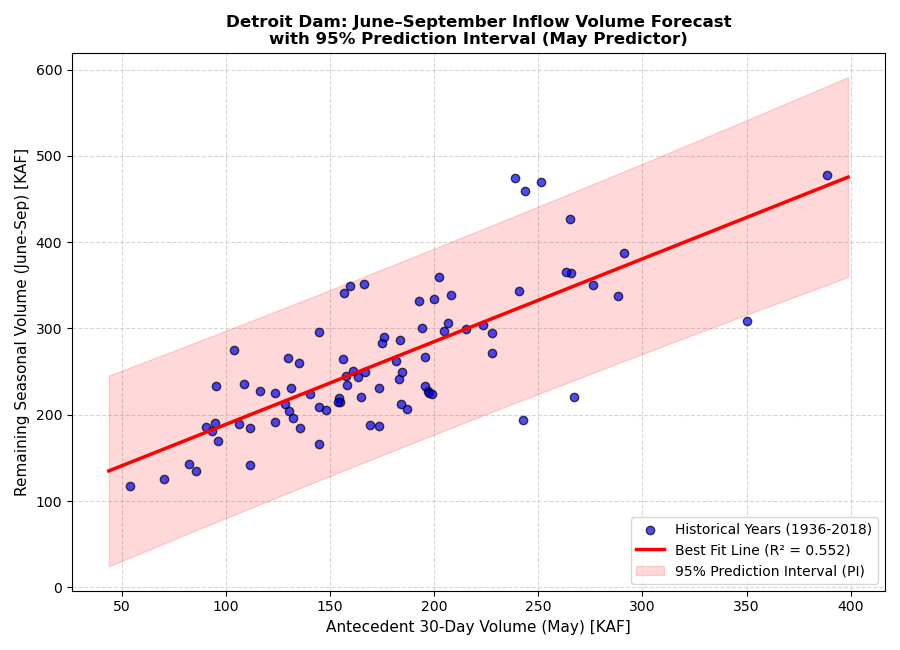 Detroit Dam: June–September Inflow Volume Forecast
with 95% Prediction Interval (May Predictor)
Remaining Seasonal Volume (June-Sep) [KAF]
600
500
400
300
200
100
0
Historical Years (1936-2018)
Best Fit Line (R² = 0.552)
95% Prediction Interval (PI)
50 100 150 200 250 300 350 400
Antecedent 30-Day Volume (May) [KAF]